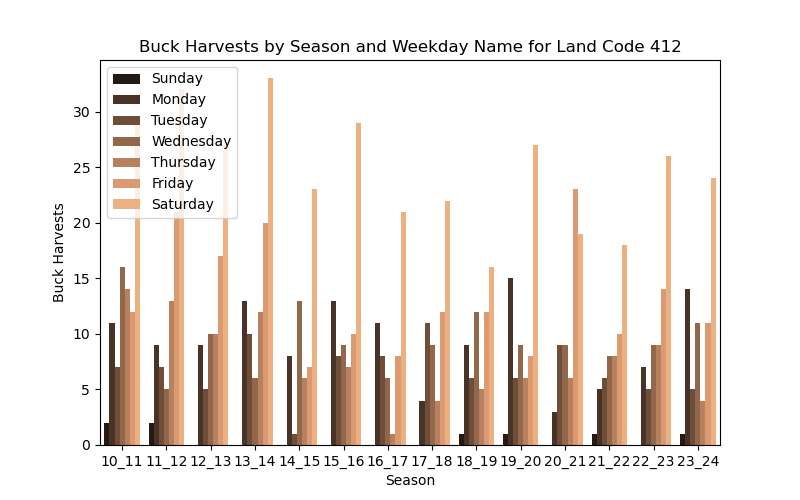 Buck Harvests by Season and Weekday Name for Land Code 412
Sunday
Monday
Tuesday
Wednesday
Thursday
Friday
Saturday
30
25
20
15
10
5
0
Buck Harvests
10_11 11_12 12_13 13_14 14_15 15_16 16_17 17_18 18_19 19_20 20_21 21_22 22_23 23_24
Season